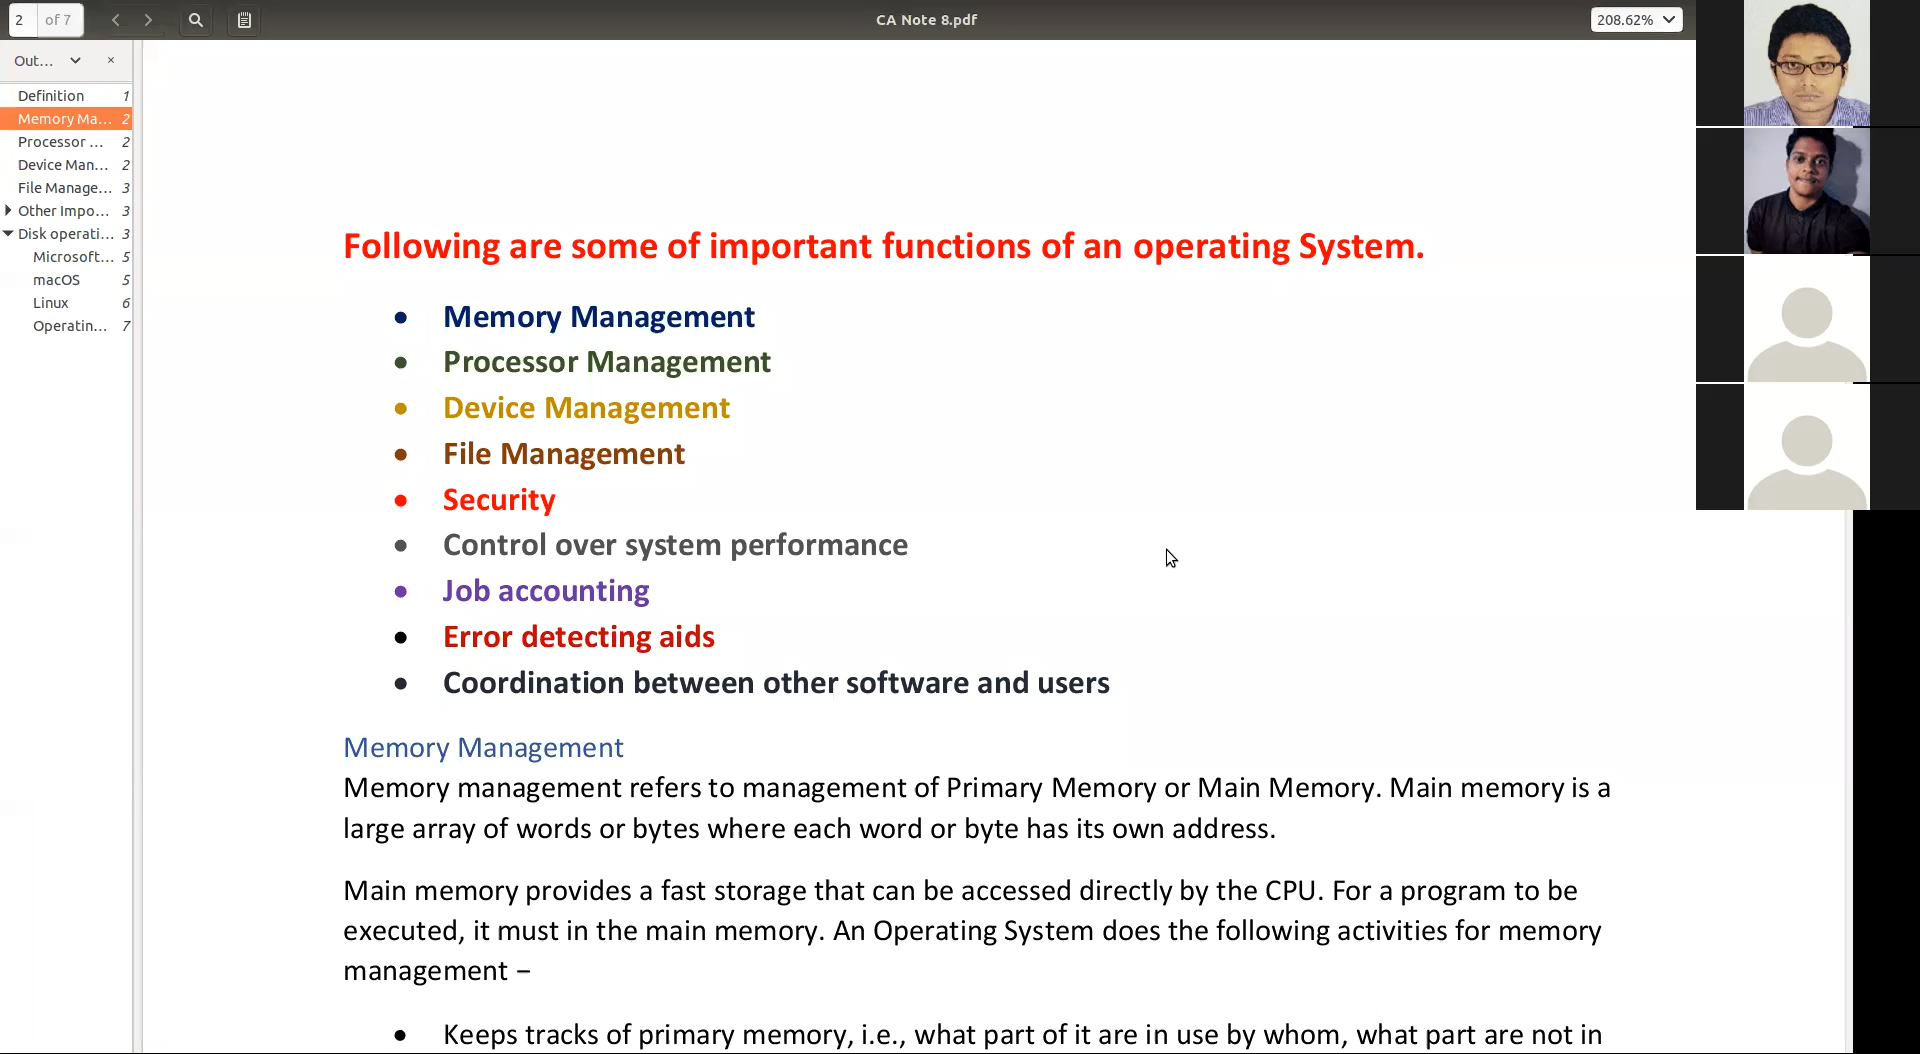 2 of 7
CA Note 8.pdf
208.62%
Out...
×
Definition 1
Memory Ma... 2
Processor ... 2
Device Man... 2
File Manage... 3
Other Impo... 3
Disk operati... 3
Microsoft... 5
macOS 5
Linux 6
Operatin... 7
Following are some of important functions of an operating System.
• Memory Management
• Processor Management
• Device Management
• File Management
• Security
• Control over system performance
• Job accounting
• Error detecting aids
• Coordination between other software and users
Memory Management
Memory management refers to management of Primary Memory or Main Memory. Main memory is a
large array of words or bytes where each word or byte has its own address.
Main memory provides a fast storage that can be accessed directly by the CPU. For a program to be
executed, it must in the main memory. An Operating System does the following activities for memory
management −
• Keeps tracks of primary memory, i.e., what part of it are in use by whom, what part are not in